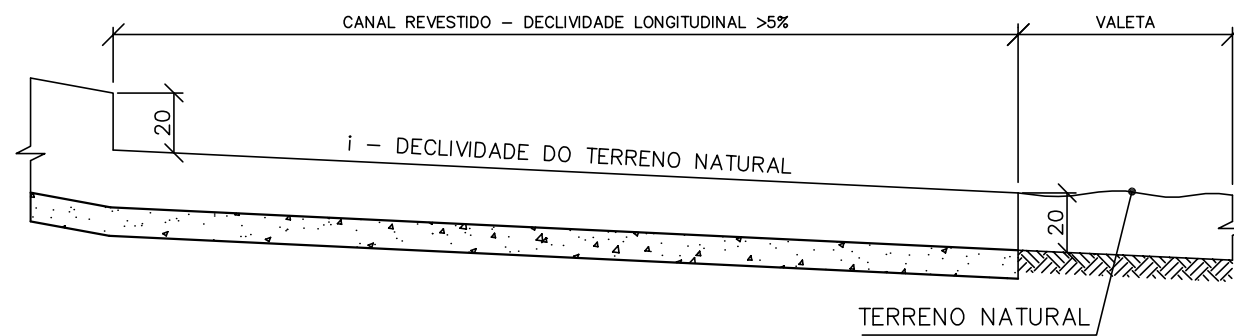 CANAL REVESTIDO – DECLIVIDADE LONGITUDINAL >5%
VALETA
20
i – DECLIVIDADE DO TERRENO NATURAL
20
TERRENO NATURAL